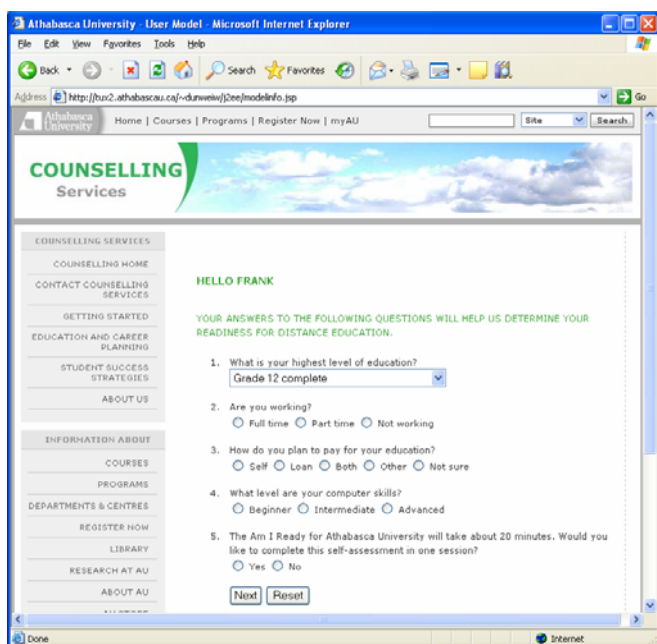 Athabasca University - User Model - Microsoft Internet Explorer
File Edit View Favorites Tools Help
Back Search Favorites
Address http://tux2.athabascau.ca/~dunweiw/j2ee/modelinfo.jsp Go
Athabasca University Home | Courses | Programs | Register Now | myAU Site Search
COUNSELLING
Services
COUNSELLING SERVICES
COUNSELLING HOME
CONTACT COUNSELLING
SERVICES
GETTING STARTED
EDUCATION AND CAREER
PLANNING
STUDENT SUCCESS
STRATEGIES
ABOUT US
INFORMATION ABOUT
COURSES
PROGRAMS
DEPARTMENTS & CENTRES
REGISTER NOW
LIBRARY
RESEARCH AT AU
ABOUT AU
HELLO FRANK
YOUR ANSWERS TO THE FOLLOWING QUESTIONS WILL HELP US DETERMINE YOUR
READINESS FOR DISTANCE EDUCATION.
1. What is your highest level of education?
Grade 12 complete
2. Are you working?
Full time Part time Not working
3. How do you plan to pay for your education?
Self Loan Both Other Not sure
4. What level are your computer skills?
Beginner Intermediate Advanced
5. The Am I Ready for Athabasca University will take about 20 minutes. Would you
like to complete this self-assessment in one session?
Yes No
Next Reset
Done Internet